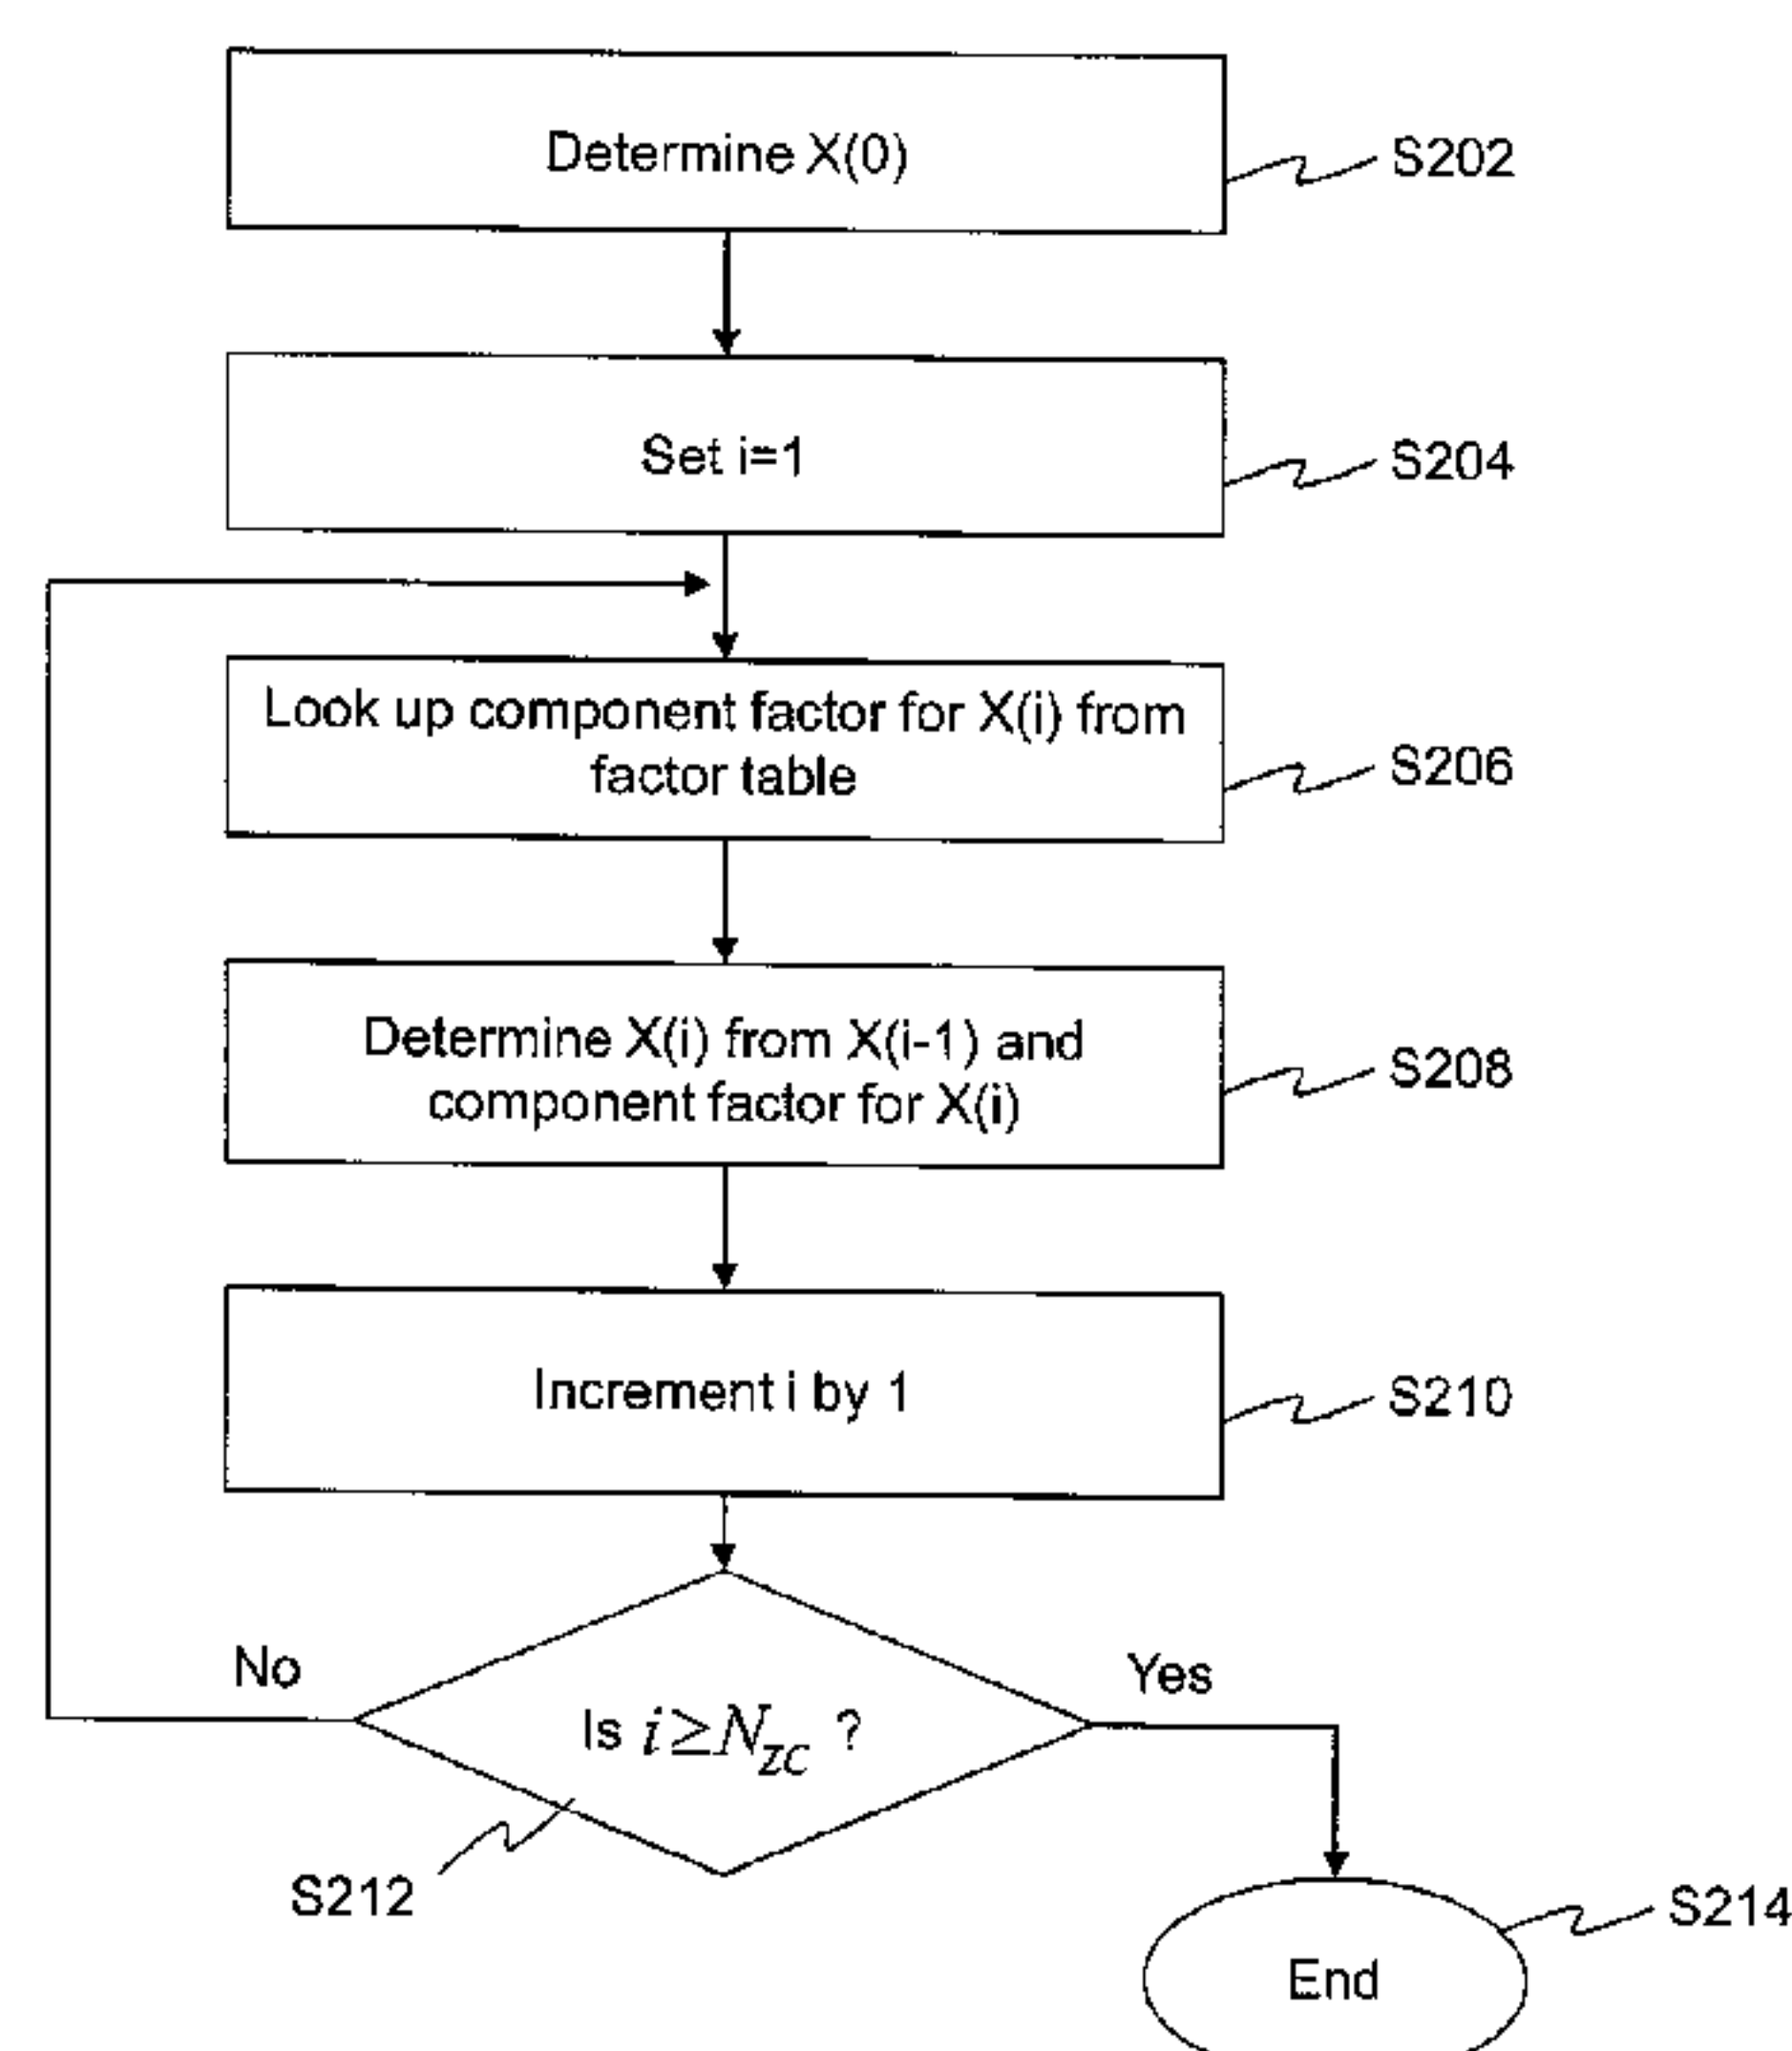 Determine X(0)
S202
Set i=1
S204
Look up component factor for X(i) from
factor table
S206
Determine X(i) from X(i-1) and
component factor for X(i)
S208
Increment i by 1
S210
No
Yes
Is i≥N_ZC ?
S212
S214
End